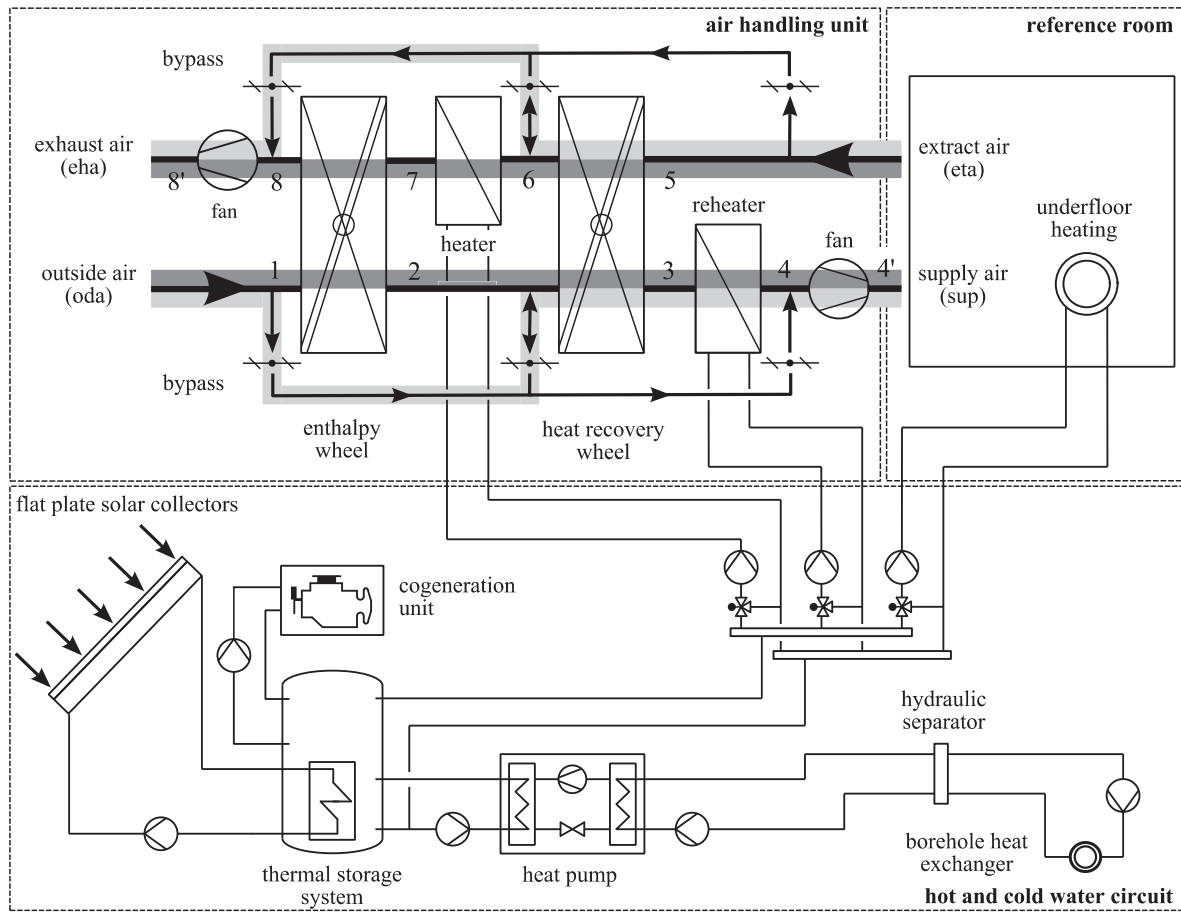 air handling unit
reference room
bypass
exhaust air
(eha)
8'
8
7
6
5
extract air
(eta)
fan
heater
reheater
fan
underfloor
heating
outside air
(oda)
1
2
3
4
4'
supply air
(sup)
bypass
enthalpy
wheel
heat recovery
wheel
flat plate solar collectors
cogeneration
unit
hydraulic
separator
thermal storage
system
heat pump
borehole heat
exchanger
hot and cold water circuit